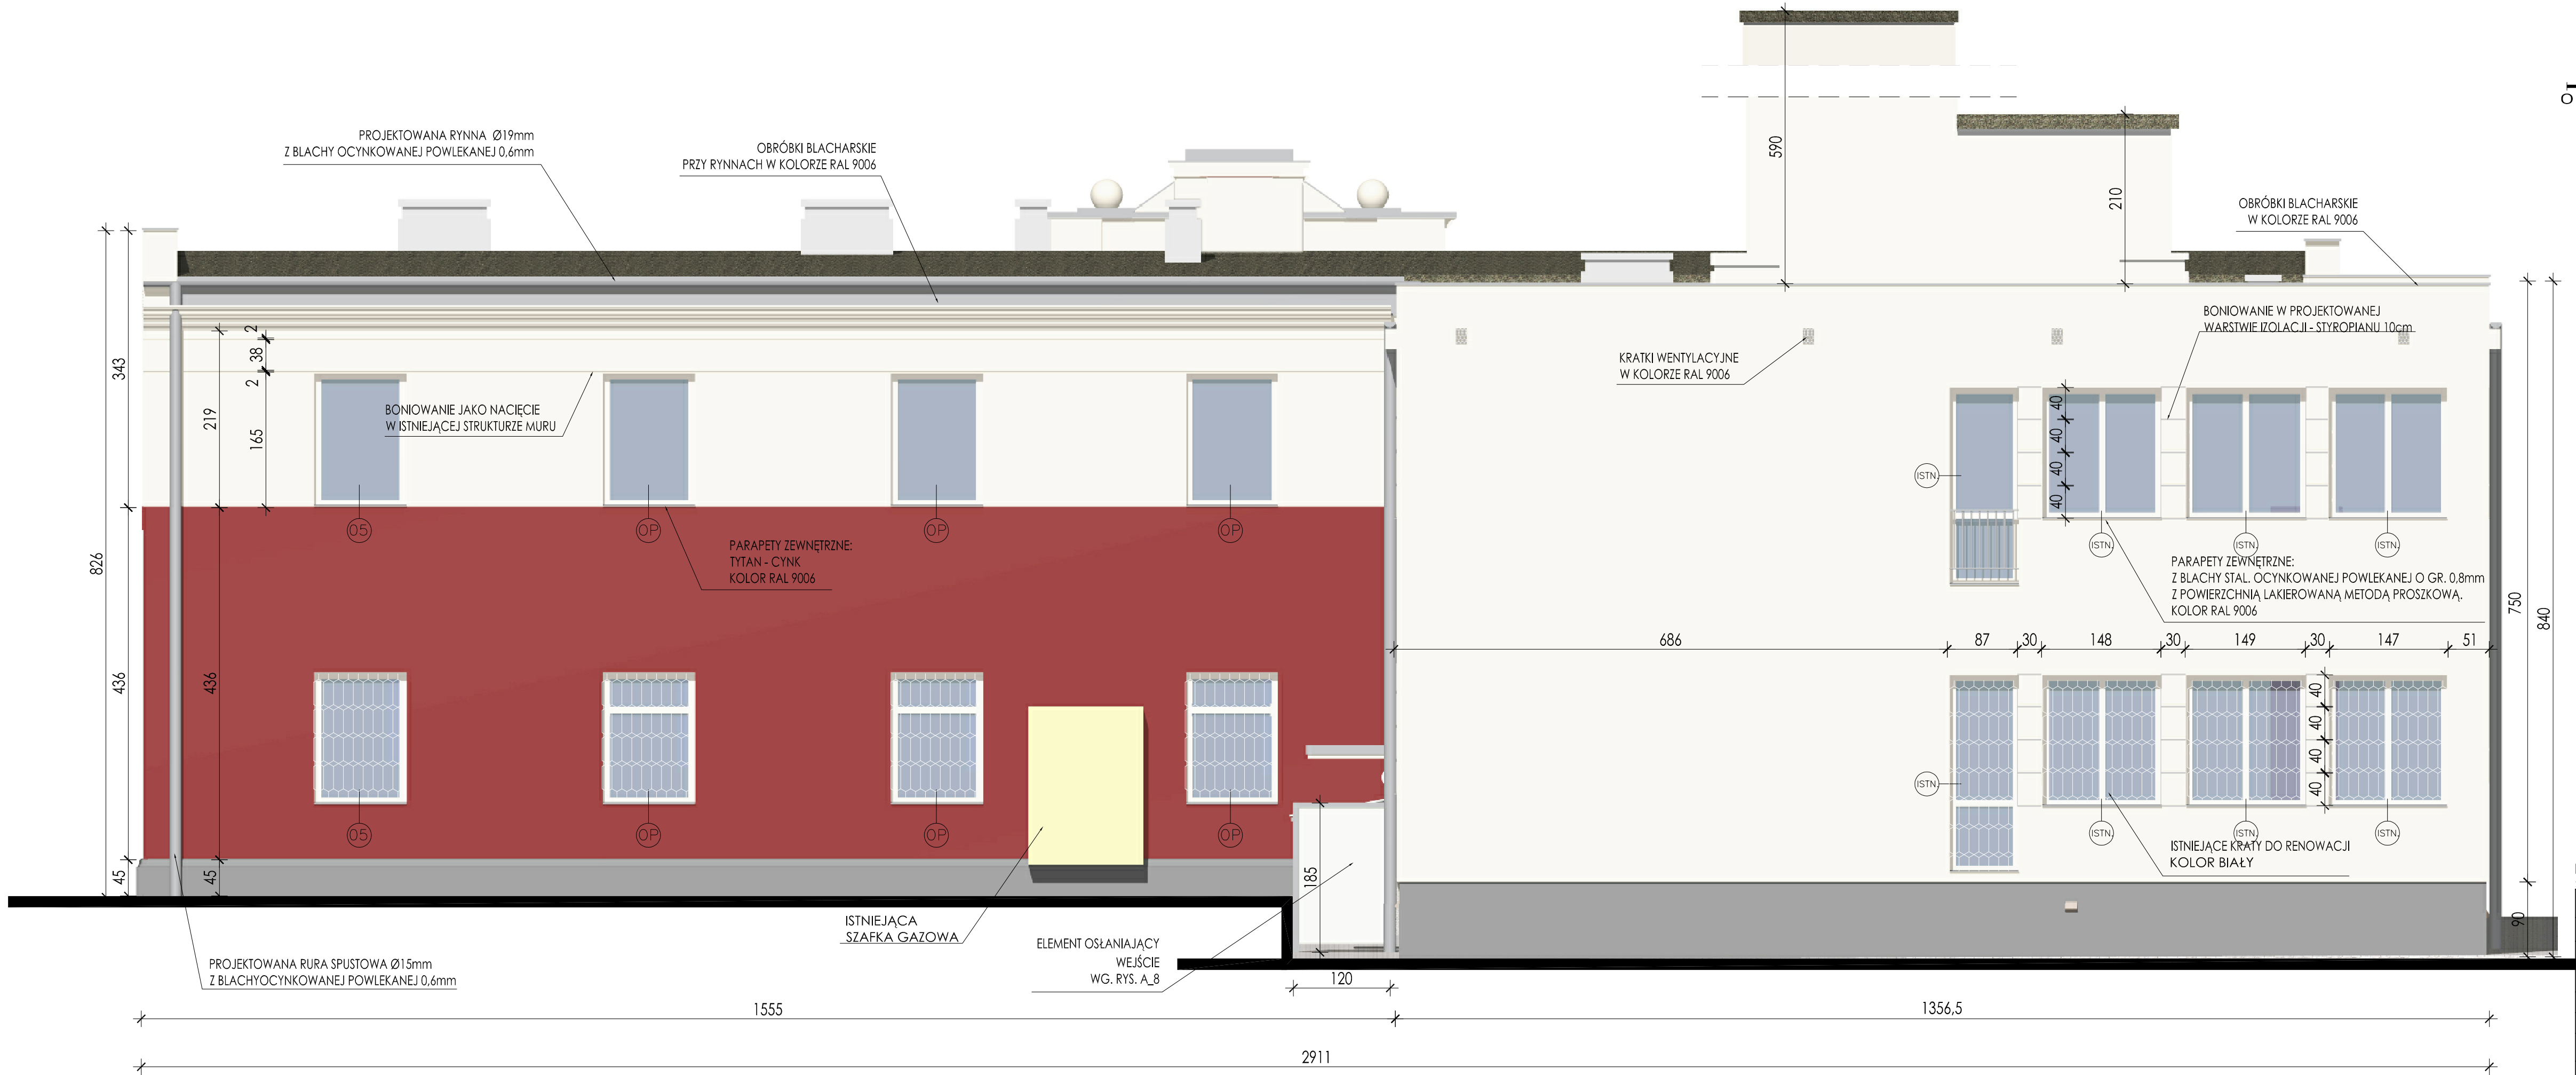 PROJEKTOWANA RYNNA Ø19mm
Z BLACHY OCYNKOWANEJ POWLEKANEJ 0,6mm
OBRÓBKI BLACHARSKIE
PRZY RYNNACH W KOLORZE RAL 9006
590
210
OBRÓBKI BLACHARSKIE
W KOLORZE RAL 9006
BONIOWANIE W PROJEKTOWANEJ
WARSTWIE IZOLACJI - STYROPIANU 10cm
KRATKI WENTYLACYJNE
W KOLORZE RAL 9006
2
38
2
343
219
165
BONIOWANIE JAKO NACIĘCIE
W ISTNIEJĄCEJ STRUKTURZE MURU
40
40
40
40
ISTN.
05
OP
OP
OP
ISTN.
ISTN.
ISTN.
826
PARAPETY ZEWNĘTRZNE:
TYTAN - CYNK
KOLOR RAL 9006
PARAPETY ZEWNĘTRZNE:
Z BLACHY STAL. OCYNKOWANEJ POWLEKANEJ O GR. 0,8mm
Z POWIERZCHNIĄ LAKIEROWANĄ METODĄ PROSZKOWĄ.
KOLOR RAL 9006
750
840
686
87
30
148
30
149
30
147
51
436
436
40
40
40
40
ISTN.
05
OP
OP
OP
ISTN.
ISTN.
ISTN.
ISTNIEJĄCE KRATY DO RENOWACJI
KOLOR BIAŁY
45
45
185
90
ISTNIEJĄCA
SZAFKA GAZOWA
ELEMENT OSŁANIAJĄCY
WEJŚCIE
WG. RYS. A_8
PROJEKTOWANA RURA SPUSTOWA Ø15mm
Z BLACHYOCYNKOWANEJ POWLEKANEJ 0,6mm
120
1555
1356,5
2911